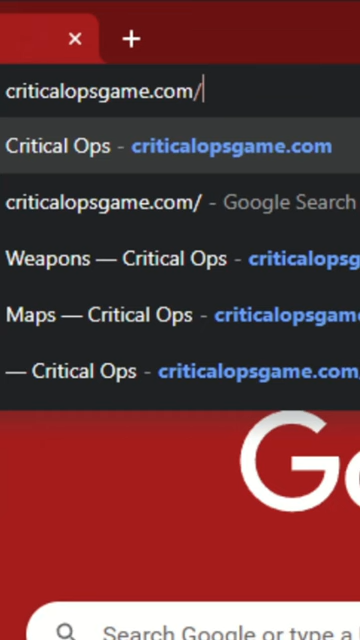 criticalopsgame.com/
Critical Ops - criticalopsgame.com
criticalopsgame.com/ - Google Search
Weapons — Critical Ops - criticalopsg
Maps — Critical Ops - criticalopsgame
— Critical Ops - criticalopsgame.com
Go
Search Google or type a